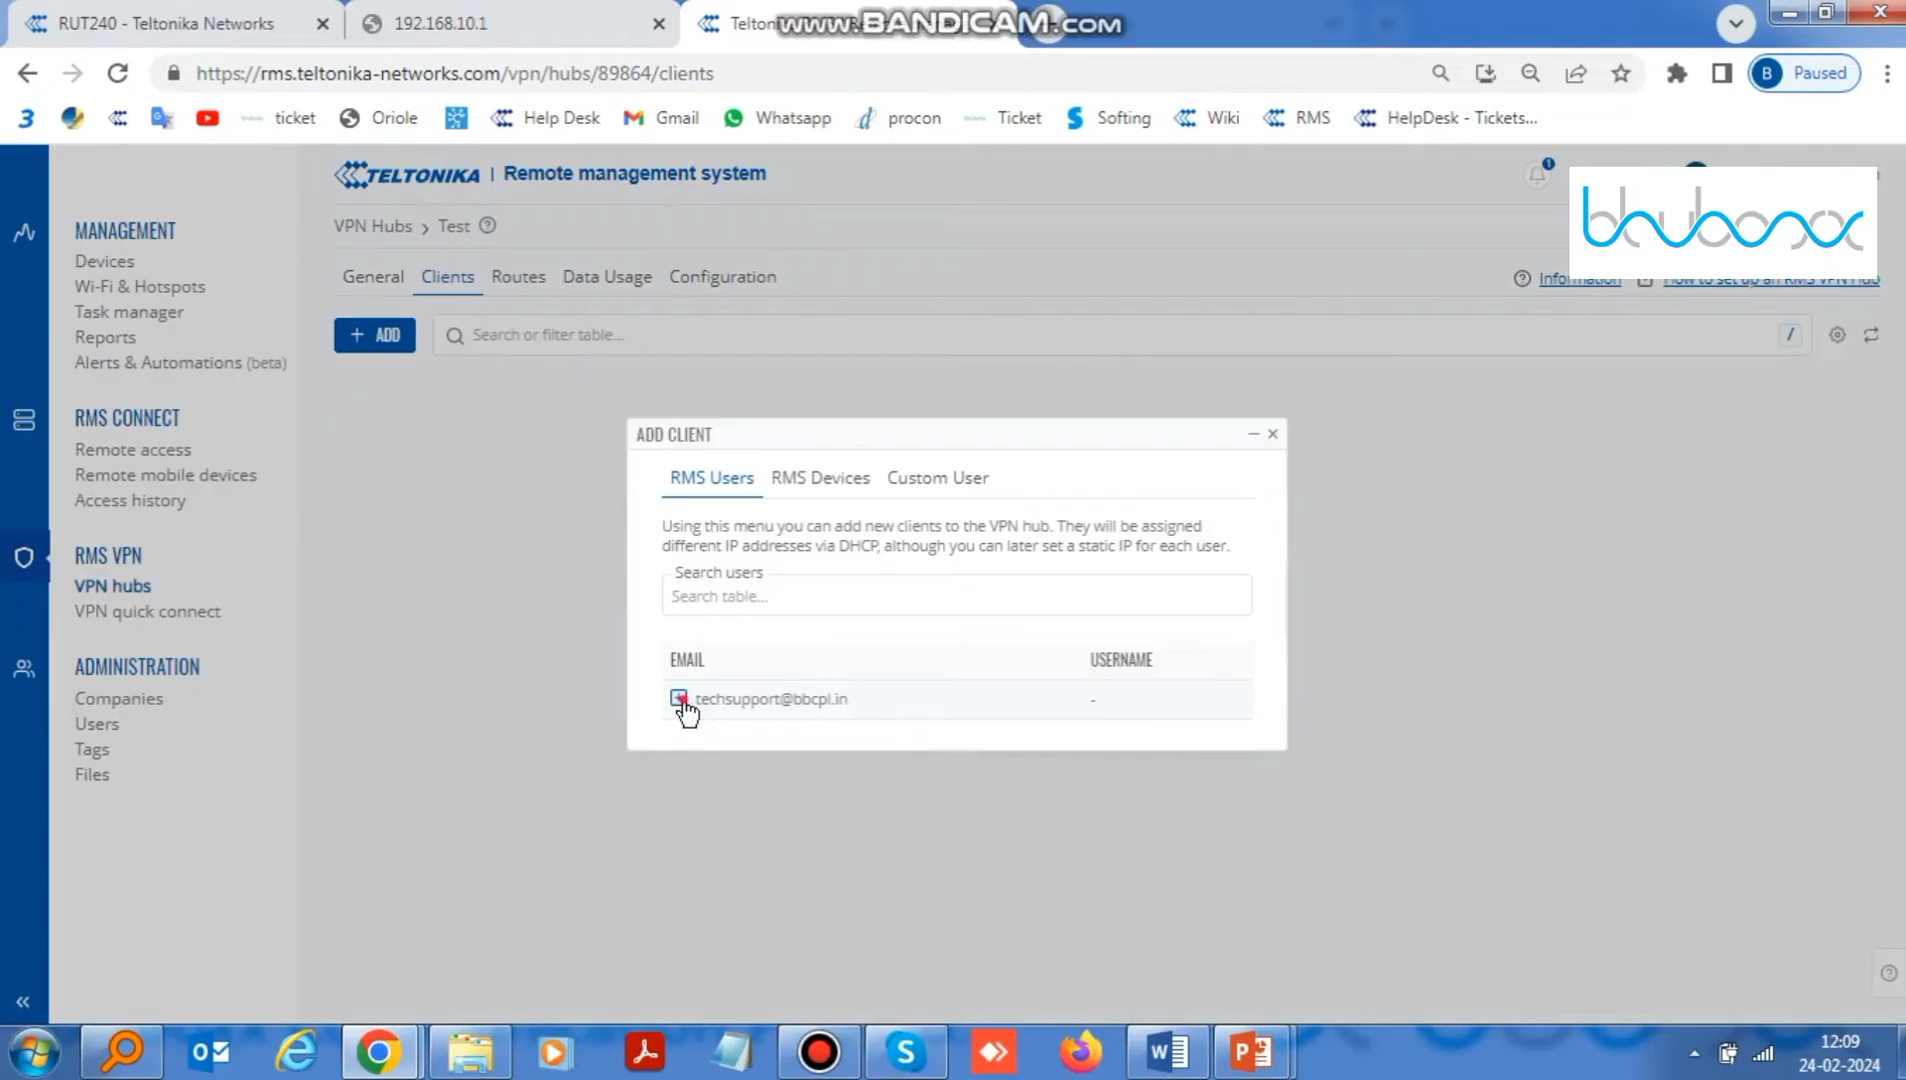 RUT240 - Teltonika Networks
192.168.10.1
Teltoni
www.BANDICAM.com
https://rms.teltonika-networks.com/vpn/hubs/89864/clients
B Paused
3
ticket
Oriole
Help Desk
Gmail
Whatsapp
procon
Ticket
Softing
Wiki
RMS
HelpDesk - Tickets...
TELTONIKA | Remote management system
1
MANAGEMENT
Devices
Wi-Fi & Hotspots
Task manager
Reports
Alerts & Automations (beta)
RMS CONNECT
Remote access
Remote mobile devices
Access history
RMS VPN
VPN hubs
VPN quick connect
ADMINISTRATION
Companies
Users
Tags
Files
VPN Hubs > Test
General
Clients
Routes
Data Usage
Configuration
Information
How to set up an RMS VPN Hub
+ ADD
Search or filter table...
/
ADD CLIENT
RMS Users
RMS Devices
Custom User
Using this menu you can add new clients to the VPN hub. They will be assigned
different IP addresses via DHCP, although you can later set a static IP for each user.
Search users
Search table...
EMAIL
USERNAME
techsupport@bbcpl.in
-
12:09
24-02-2024